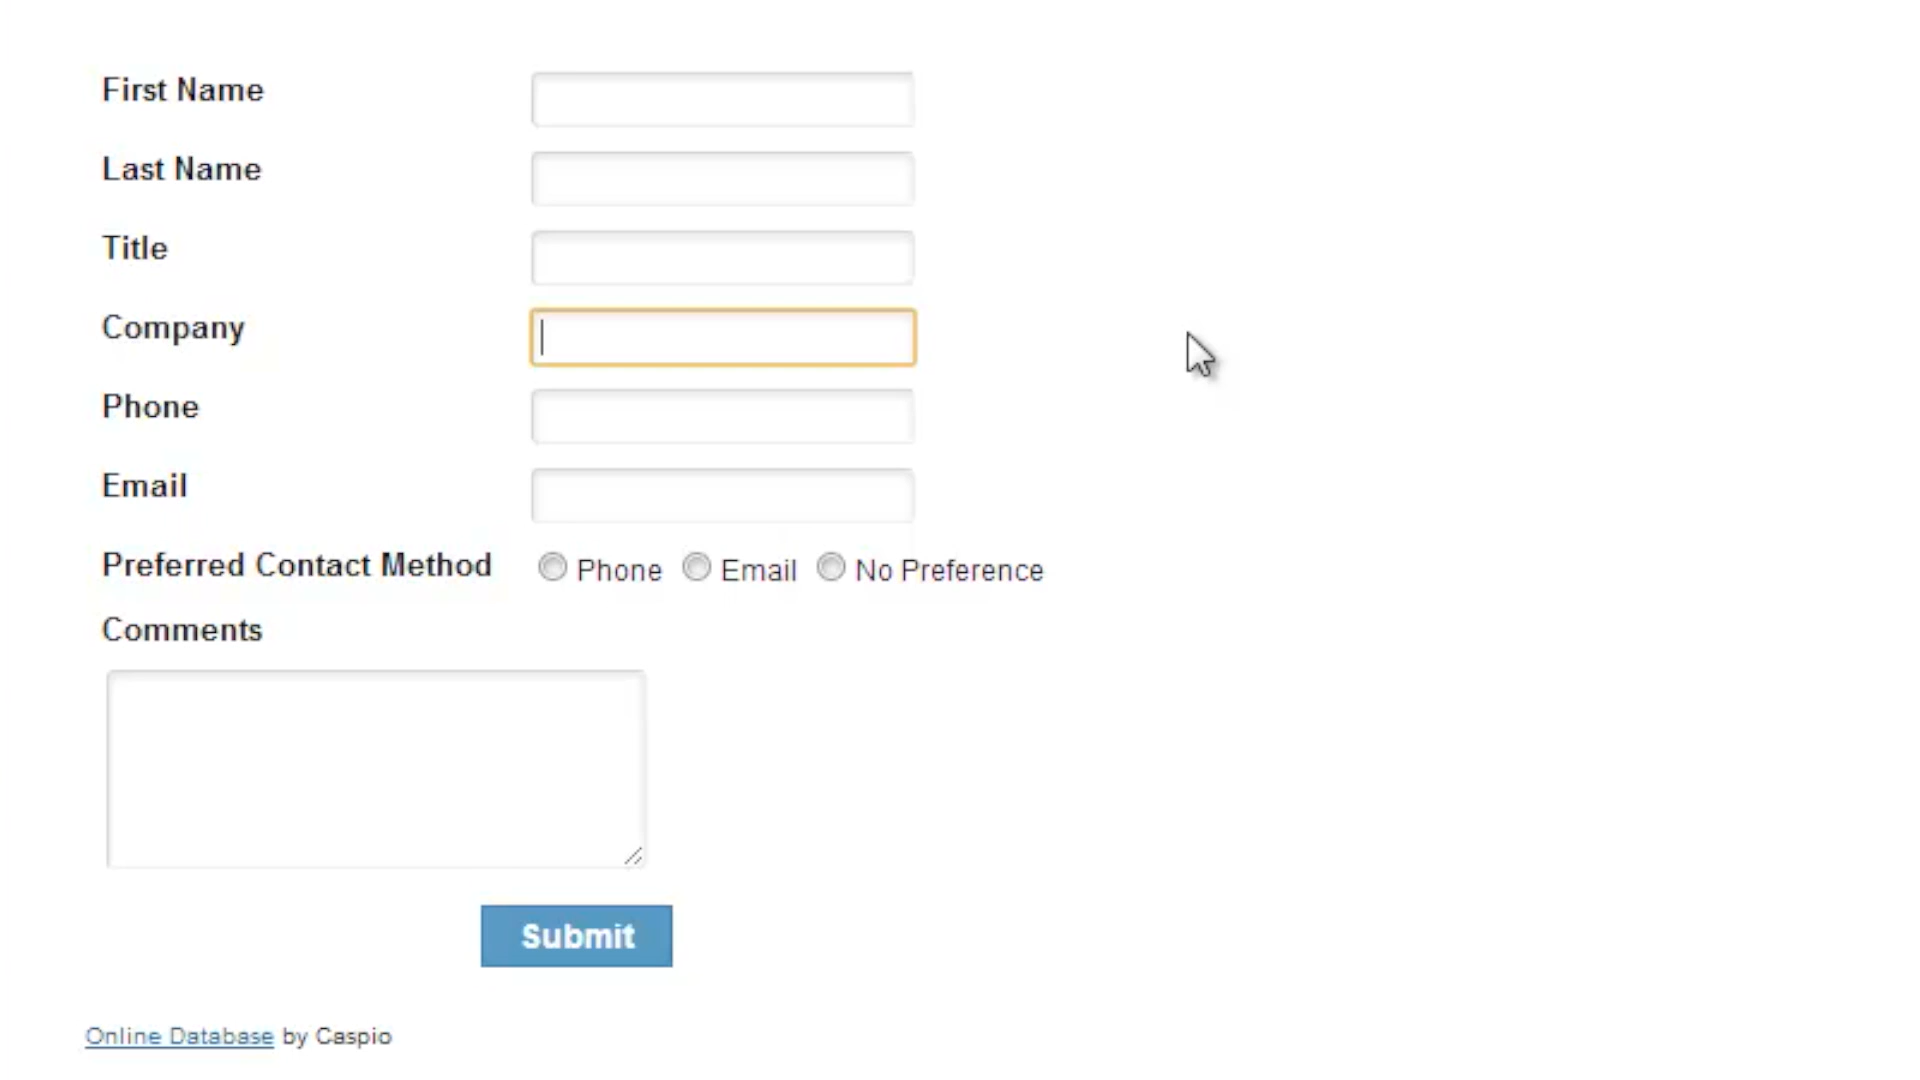 First Name
Last Name
Title
Company
Phone
Email
Preferred Contact Method Phone Email No Preference
Comments
Submit
Online Database by Caspio